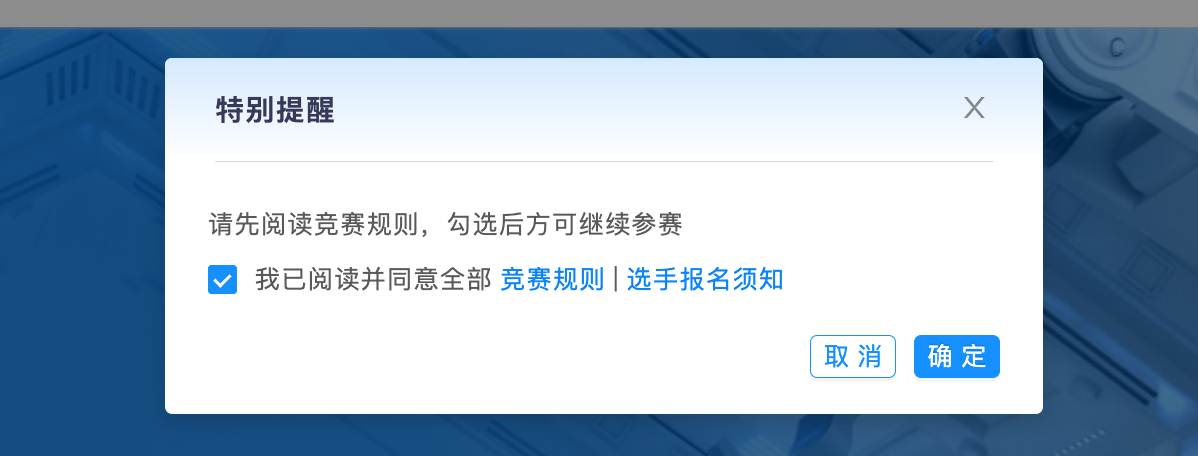 特别提醒
X
请先阅读竞赛规则，勾选后方可继续参赛
我已阅读并同意全部 竞赛规则 | 选手报名须知
取 消
确 定